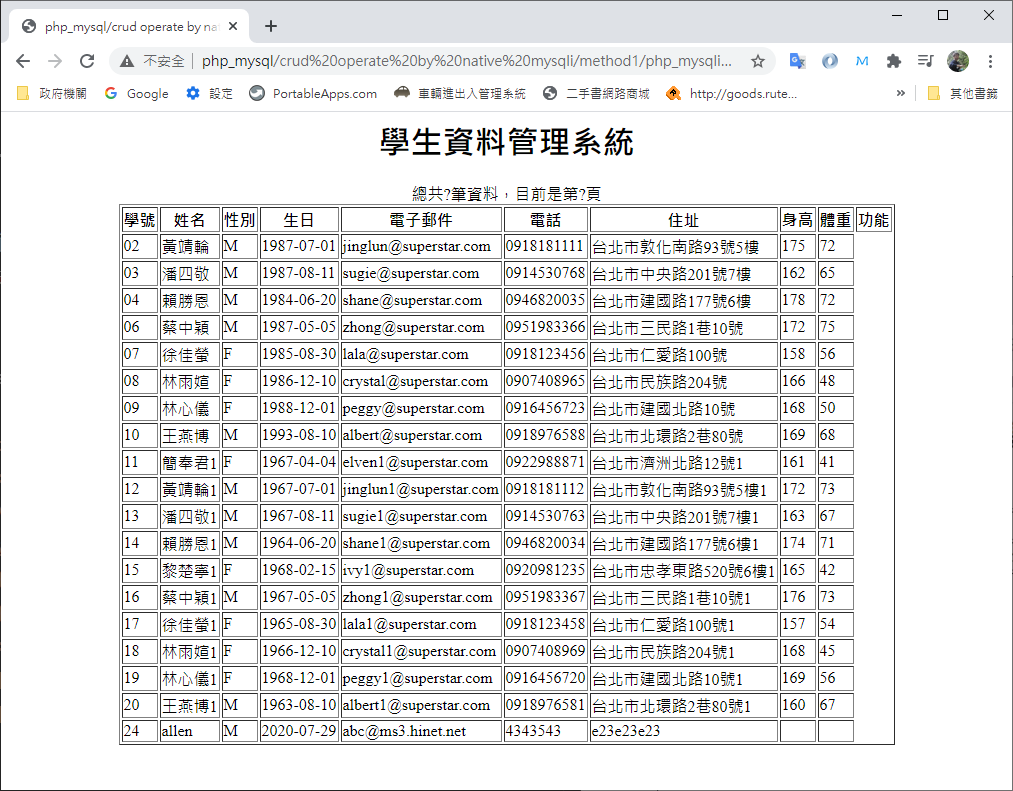 php_mysql/crud operate by nat
不安全 php_mysql/crud%20operate%20by%20native%20mysqli/method1/php_mysqli...
政府機關 Google 設定 PortableApps.com 車輛進出入管理系統 二手書網路商城 http://goods.rute... » 其他書籤
學生資料管理系統
總共?筆資料,目前是第?頁
學號 姓名 性別 生日 電子郵件 電話 住址 身高 體重 功能
02 黃靖輪 M 1987-07-01 jinglun@superstar.com 0918181111 台北市敦化南路93號5樓 175 72
03 潘四敬 M 1987-08-11 sugie@superstar.com 0914530768 台北市中央路201號7樓 162 65
04 賴勝恩 M 1984-06-20 shane@superstar.com 0946820035 台北市建國路177號6樓 178 72
06 蔡中穎 M 1987-05-05 zhong@superstar.com 0951983366 台北市三民路1巷10號 172 75
07 徐佳螢 F 1985-08-30 lala@superstar.com 0918123456 台北市仁愛路100號 158 56
08 林雨媗 F 1986-12-10 crystal@superstar.com 0907408965 台北市民族路204號 166 48
09 林心儀 F 1988-12-01 peggy@superstar.com 0916456723 台北市建國北路10號 168 50
10 王燕博 M 1993-08-10 albert@superstar.com 0918976588 台北市北環路2巷80號 169 68
11 簡奉君1 F 1967-04-04 elven1@superstar.com 0922988871 台北市濟洲北路12號1 161 41
12 黃靖輪1 M 1967-07-01 jinglun1@superstar.com 0918181112 台北市敦化南路93號5樓1 172 73
13 潘四敬1 M 1967-08-11 sugie1@superstar.com 0914530763 台北市中央路201號7樓1 163 67
14 賴勝恩1 M 1964-06-20 shane1@superstar.com 0946820034 台北市建國路177號6樓1 174 71
15 黎楚寧1 F 1968-02-15 ivy1@superstar.com 0920981235 台北市忠孝東路520號6樓1 165 42
16 蔡中穎1 M 1967-05-05 zhong1@superstar.com 0951983367 台北市三民路1巷10號1 176 73
17 徐佳螢1 F 1965-08-30 lala1@superstar.com 0918123458 台北市仁愛路100號1 157 54
18 林雨媗1 F 1966-12-10 crystal1@superstar.com 0907408969 台北市民族路204號1 168 45
19 林心儀1 F 1968-12-01 peggy1@superstar.com 0916456720 台北市建國北路10號1 169 56
20 王燕博1 M 1963-08-10 albert1@superstar.com 0918976581 台北市北環路2巷80號1 160 67
24 allen M 2020-07-29 abc@ms3.hinet.net 4343543 e23e23e23